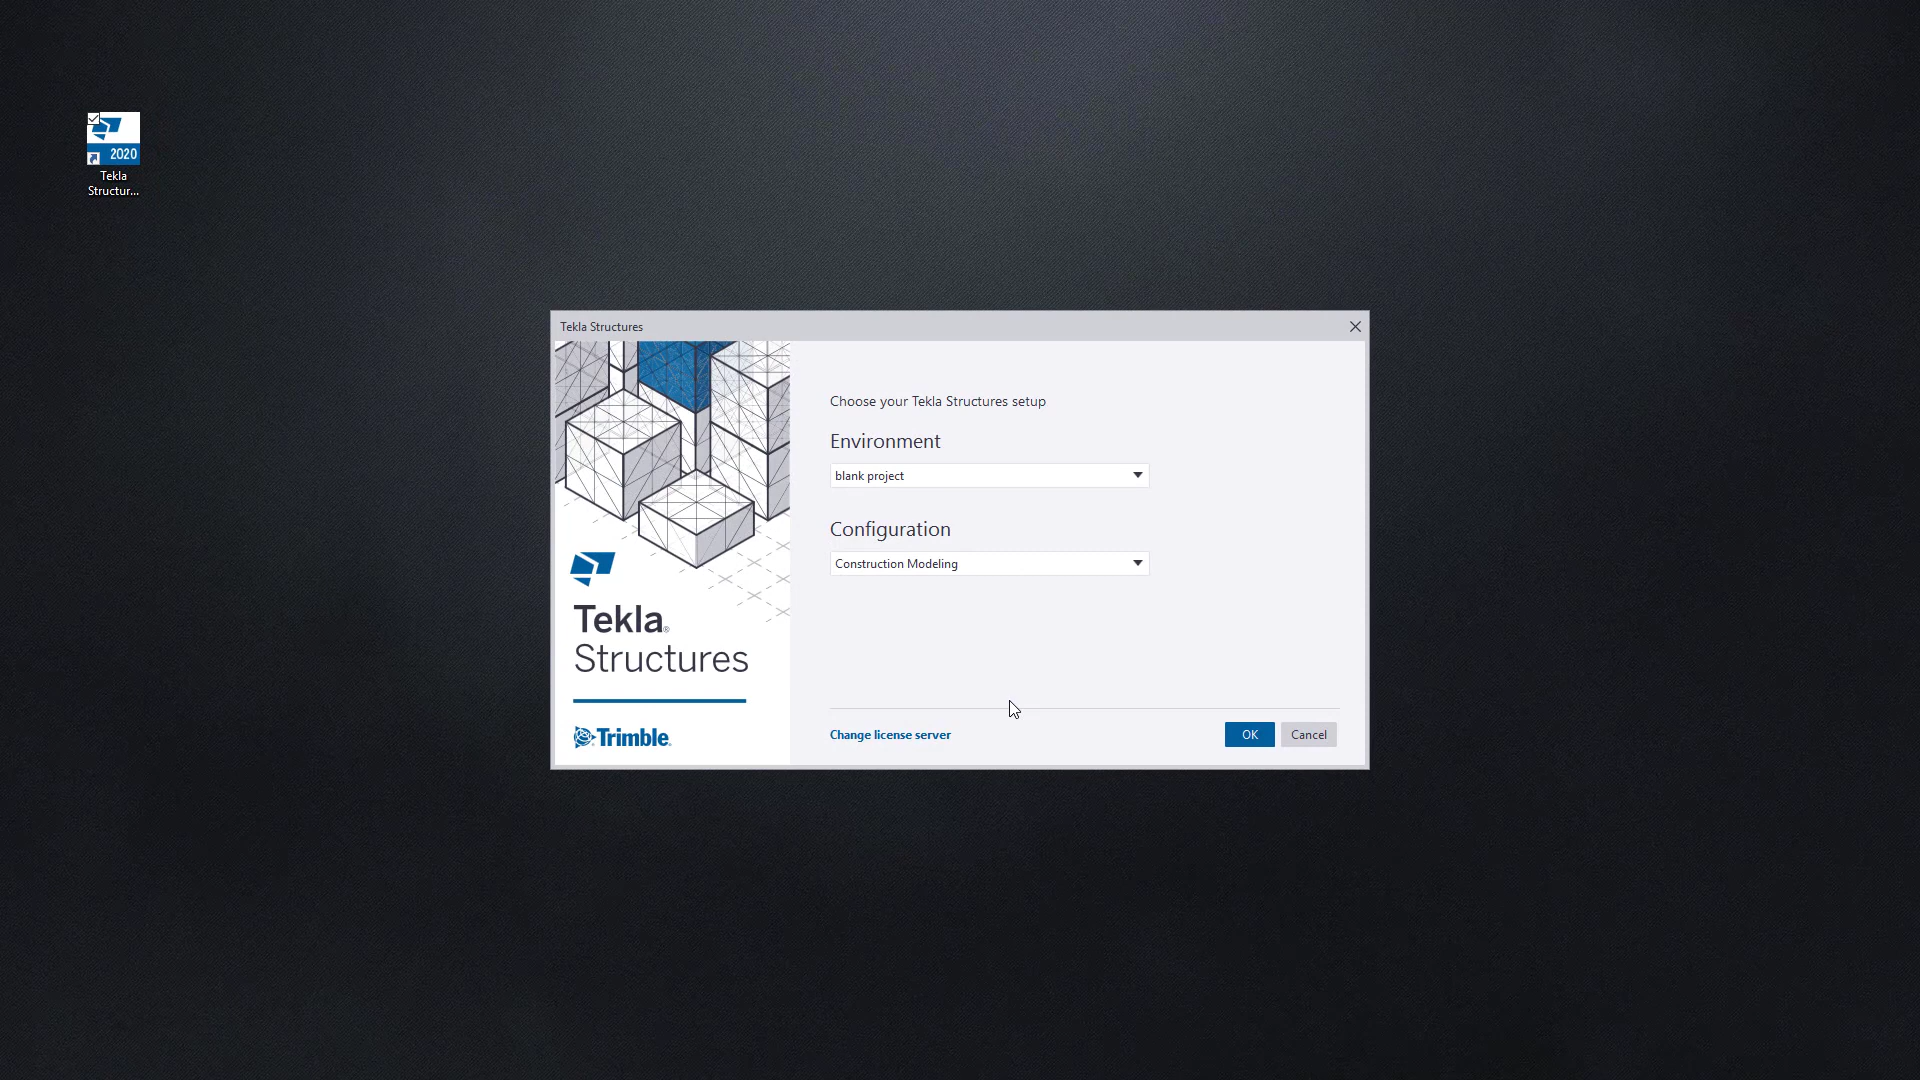 2020
Tekla
Structur...
Tekla Structures
Choose your Tekla Structures setup
Environment
blank project
Configuration
Construction Modeling
Tekla®
Structures
Trimble
Change license server
OK
Cancel